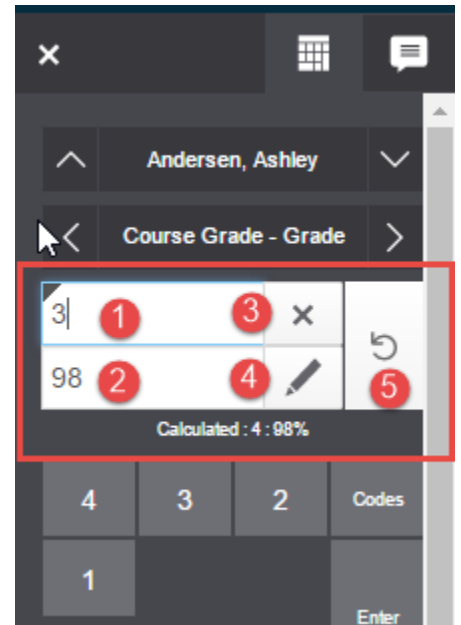 Andersen, Ashley
Course Grade - Grade
3 1 3
98 2 4 5
Calculated : 4 : 98%
4 3 2 Codes
1
Enter